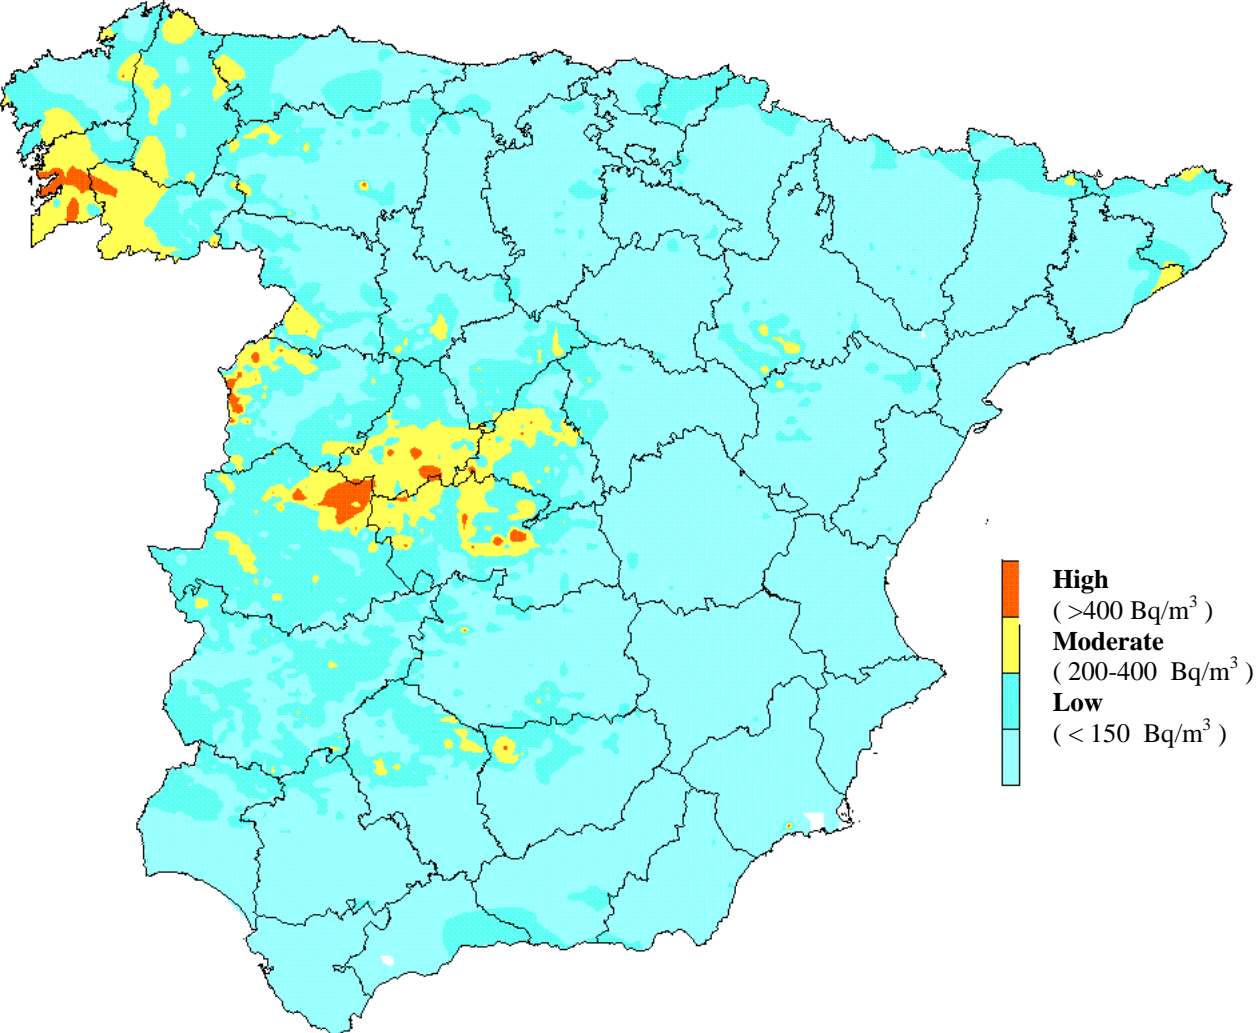 High
( >400 Bq/m³ )
Moderate
( 200-400 Bq/m³ )
Low
( < 150 Bq/m³ )